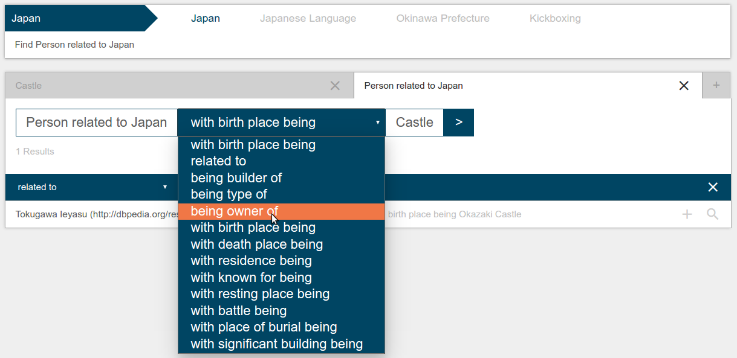 Japan Japan Japanese Language Okinawa Prefecture Kickboxing
Find Person related to Japan
Castle Person related to Japan
Person related to Japan with birth place being Castle >
1 Results
with birth place being
related to
being builder of
being type of
being owner of
with birth place being
with death place being
with residence being
with known for being
with resting place being
with battle being
with place of burial being
with significant building being
related to
Tokugawa Ieyasu (http://dbpedia.org/res birth place being Okazaki Castle